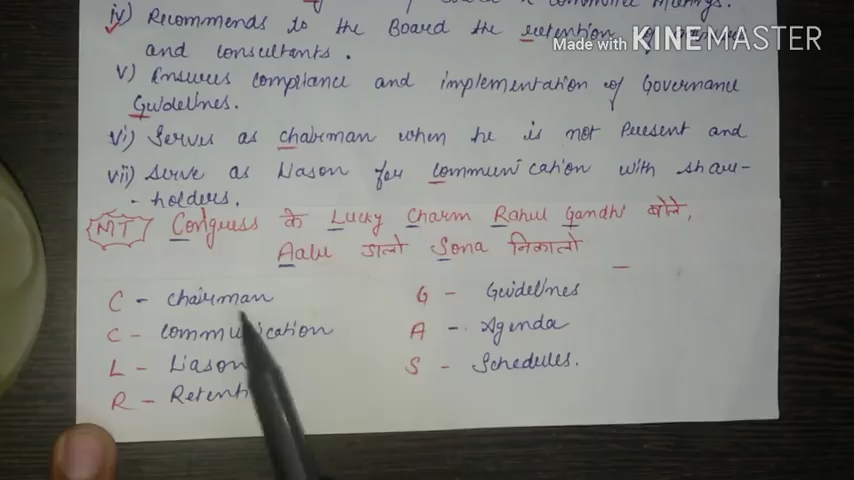 iv) Recommends to the Board the retention
Made with KINEMASTER
and consultants.
v) Ensures compliance and implementation of Governance
Guidelines.
vi) Serves as chairman when he is not Present and
vii) Serve as Liason for communication with share-
- holders.
MT Congress के Lucky Charm Rahul Gandhi बोले,
Aalu डालो Sona निकालो
C - Chairman
C - Communication
L - Liason
R - Retenti
G - Guidelines
A - Agenda
S - Schedules.